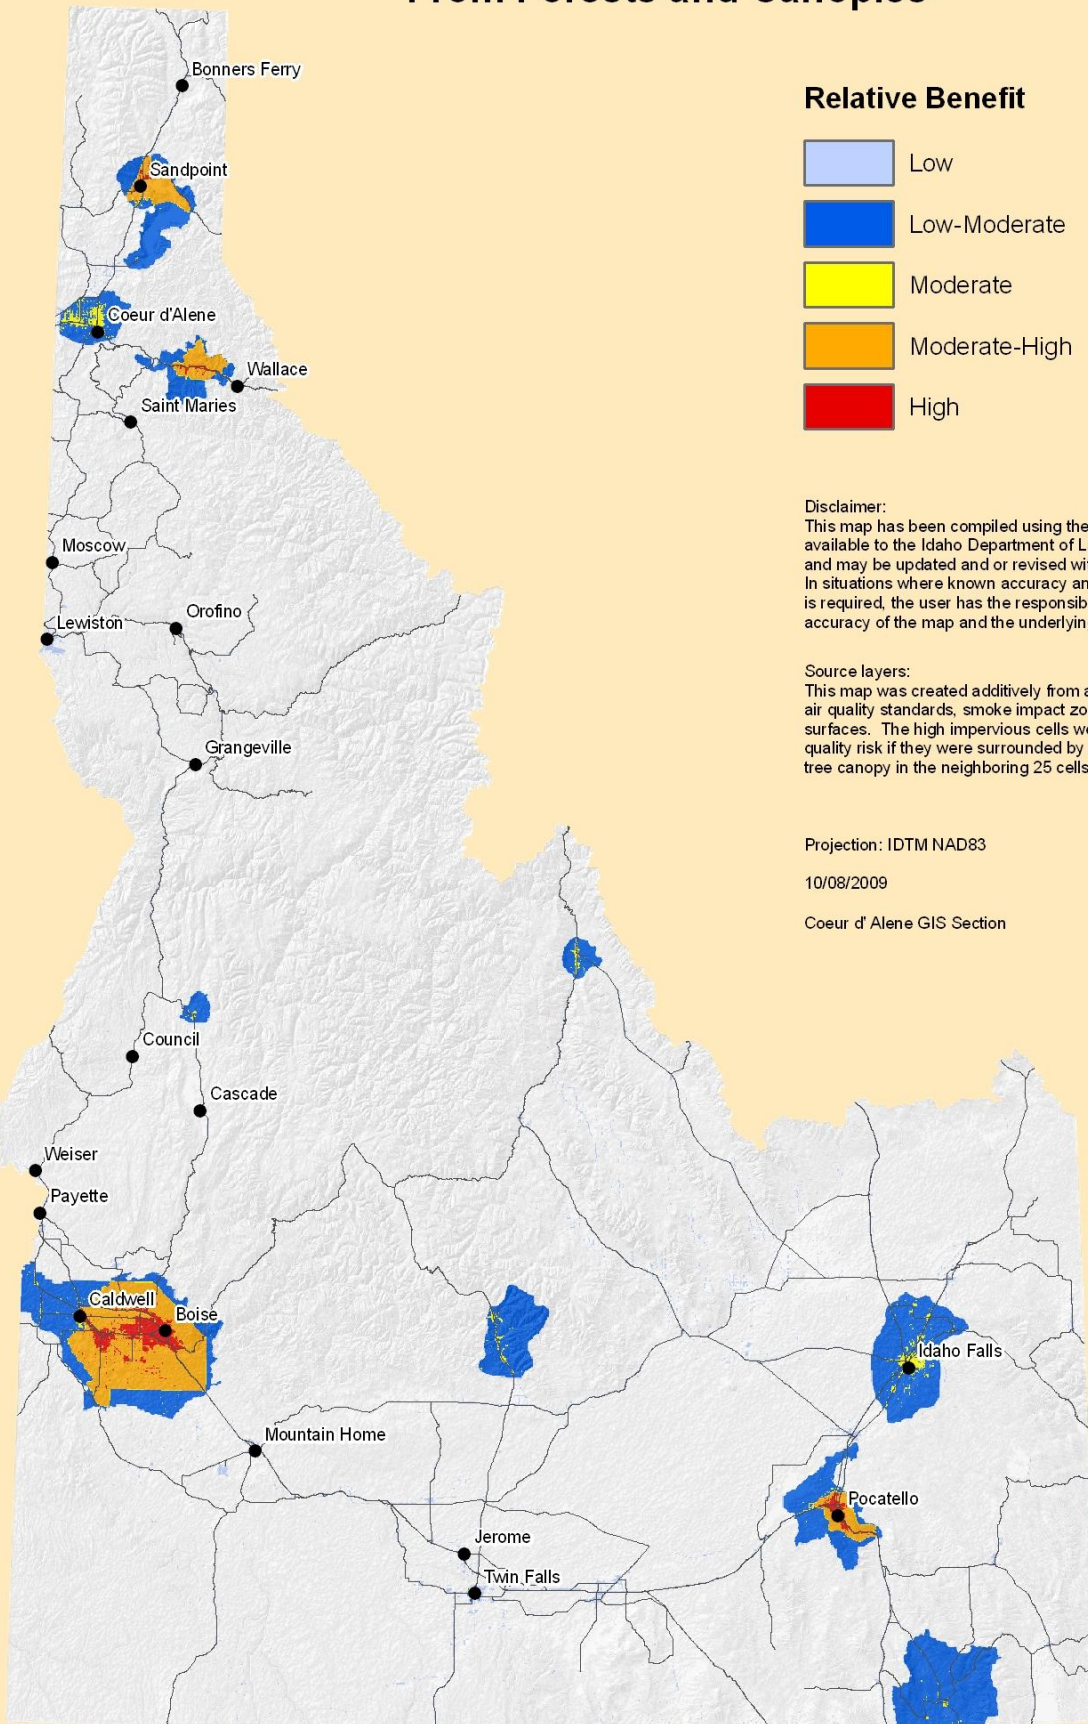 From Forests and Canopies
Bonners Ferry
Sandpoint
Coeur d'Alene
Wallace
Saint Maries
Moscow
Orofino
Lewiston
Grangeville
Council
Cascade
Weiser
Payette
Caldwell
Boise
Idaho Falls
Mountain Home
Pocatello
Jerome
Twin Falls
Relative Benefit
Low
Low-Moderate
Moderate
Moderate-High
High
Disclaimer:
This map has been compiled using the
available to the Idaho Department of
and may be updated and or revised
In situations where known accuracy
is required, the user has the
accuracy of the map and the
Source layers:
This map was created additively from
air quality standards, smoke impact
surfaces. The high impervious cells
quality risk if they were surrounded by
tree canopy in the neighboring 25 cells
Projection: IDTM NAD83
10/08/2009
Coeur d' Alene GIS Section